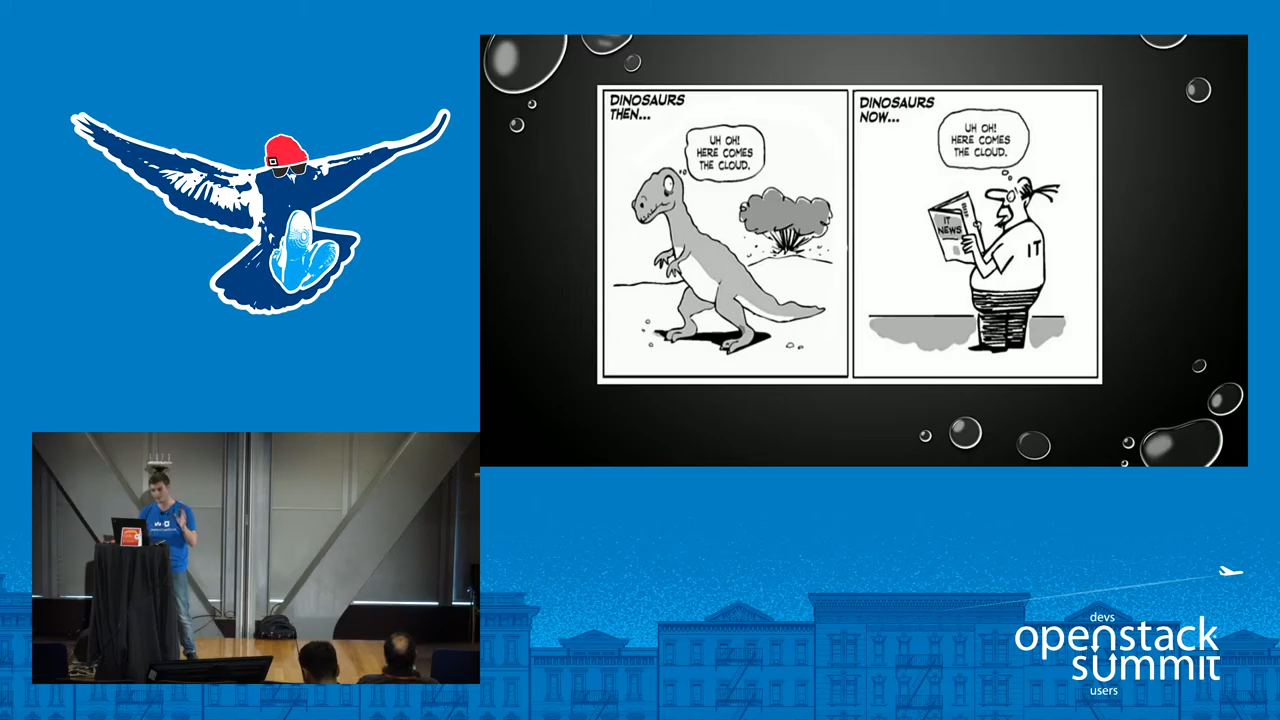 DINOSAURS
THEN...
UH OH!
HERE COMES
THE CLOUD.
DINOSAURS
NOW...
UH OH!
HERE COMES
THE CLOUD.
IT
NEWS
IT
devs
openstack
summit
users